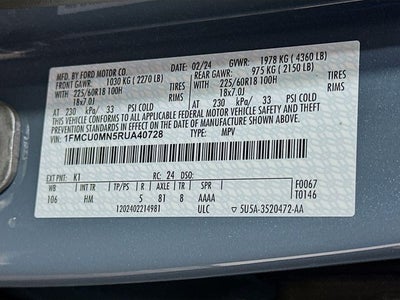 MFD. BY FORD MOTOR CO. 02/24 GVWR: 1978 KG ( 4360 LB)
FRONT GAWR: 1030 KG ( 2270 LB) REAR GAWR: 975 KG ( 2150 LB)
WITH
225/60R18 100H TIRES WITH 225/60R18 100H TIRES
18x7.0J RIMS 18x7.0J RIMS
AT 230 kPa/ 33 PSI COLD AT 230 kPa/ 33 PSI COLD
THIS VEHICLE CONFORMS TO ALL APPLICABLE FEDERAL MOTOR VEHICLE SAFETY AND THEFT
PREVENTION STANDARDS IN EFFECT ON THE DATE OF MANUFACTURE SHOWN ABOVE.
VIN: 1FMCU0MN5RUA40728 TYPE: MPV
EXT PNT: K1 RC: 24 DSO: F0067
WB INT TR R AXLE TR SPR T0146
106 HM 5 81 8 AAAA
1202402214981 ULC 5U5A-3520472-AA